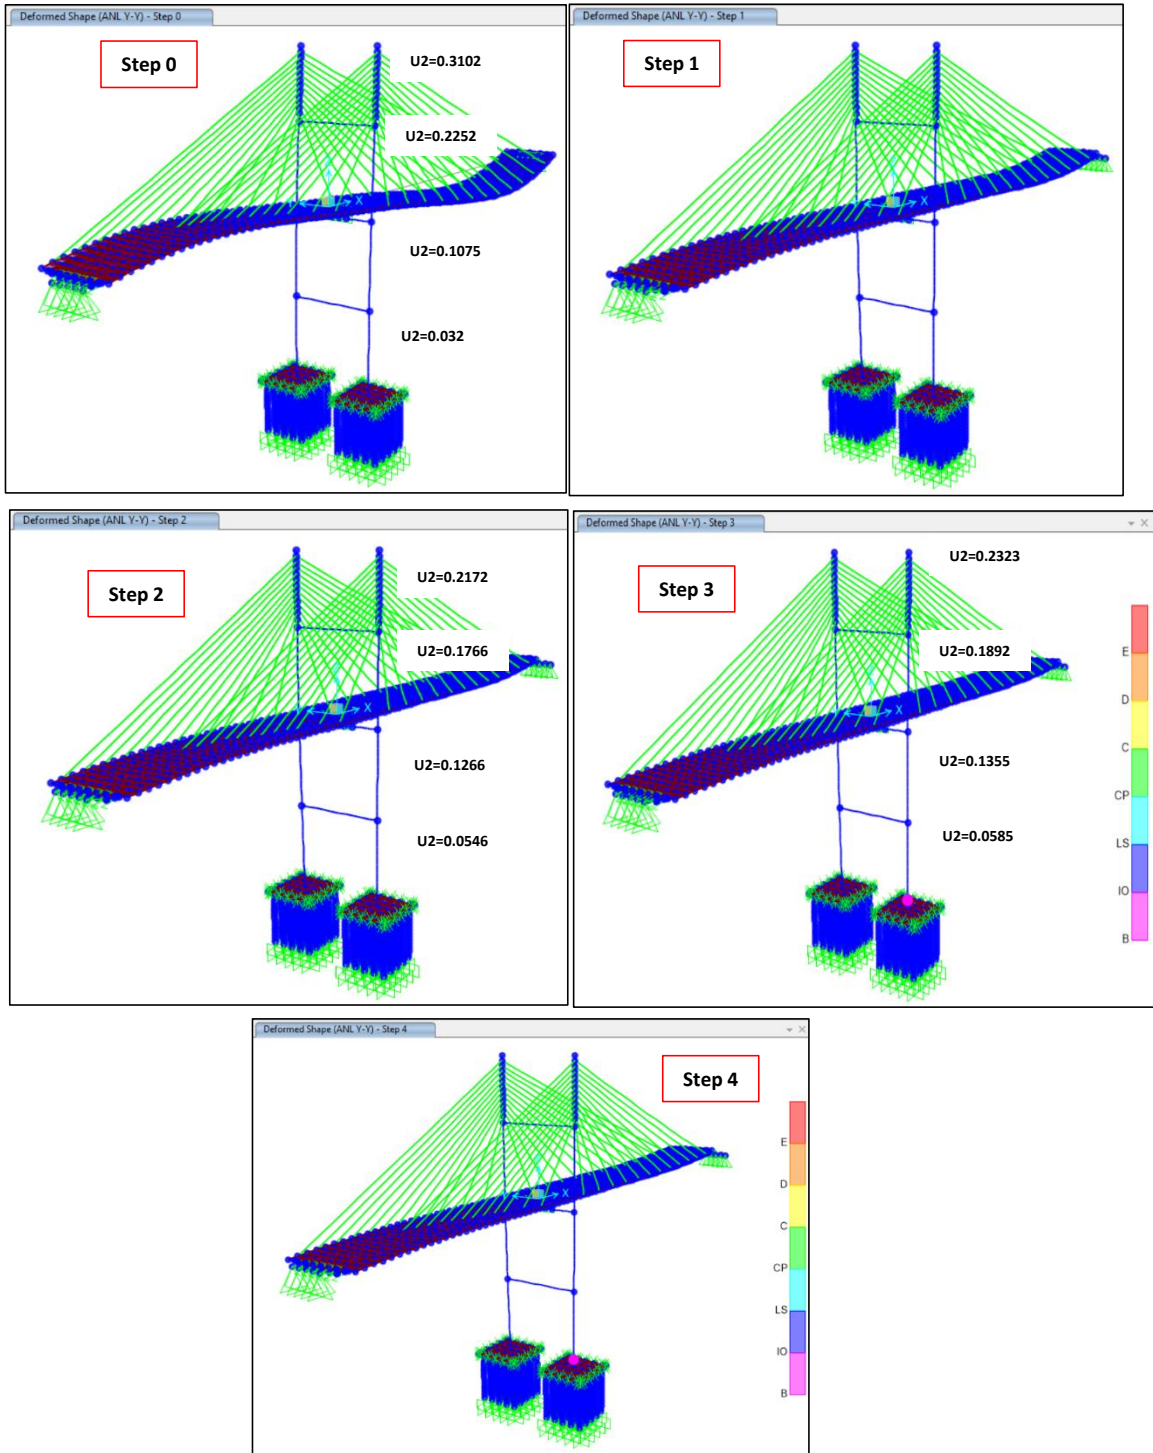 Deformed Shape (ANL Y-Y) - Step 0
Step 0
U2=0.3102
U2=0.2252
X
U2=0.1075
U2=0.032
Deformed Shape (ANL Y-Y) - Step 1
Step 1
X
Deformed Shape (ANL Y-Y) - Step 2
Step 2
U2=0.2172
U2=0.1766
X
U2=0.1266
U2=0.0546
Deformed Shape (ANL Y-Y) - Step 3
Step 3
U2=0.2323
U2=0.1892
X
U2=0.1355
U2=0.0585
E
D
C
CP
LS
IO
B
Deformed Shape (ANL Y-Y) - Step 4
Step 4
X
E
D
C
CP
LS
IO
B